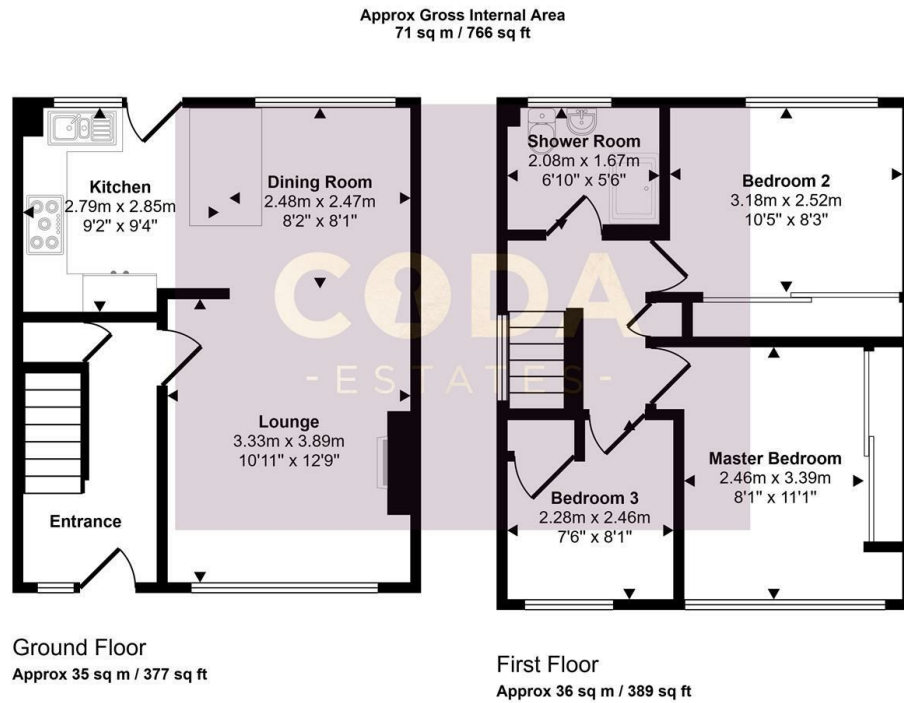 Approx Gross Internal Area
71 sq m / 766 sq ft
Kitchen
2.79m x 2.85m
9'2" x 9'4"
Dining Room
2.48m x 2.47m
8'2" x 8'1"
Lounge
3.33m x 3.89m
10'11" x 12'9"
Entrance
Shower Room
2.08m x 1.67m
6'10" x 5'6"
Bedroom 2
3.18m x 2.52m
10'5" x 8'3"
Master Bedroom
2.46m x 3.39m
8'1" x 11'1"
Bedroom 3
2.28m x 2.46m
7'6" x 8'1"
CODA
-ESTATES-
Ground Floor
Approx 35 sq m / 377 sq ft
First Floor
Approx 36 sq m / 389 sq ft